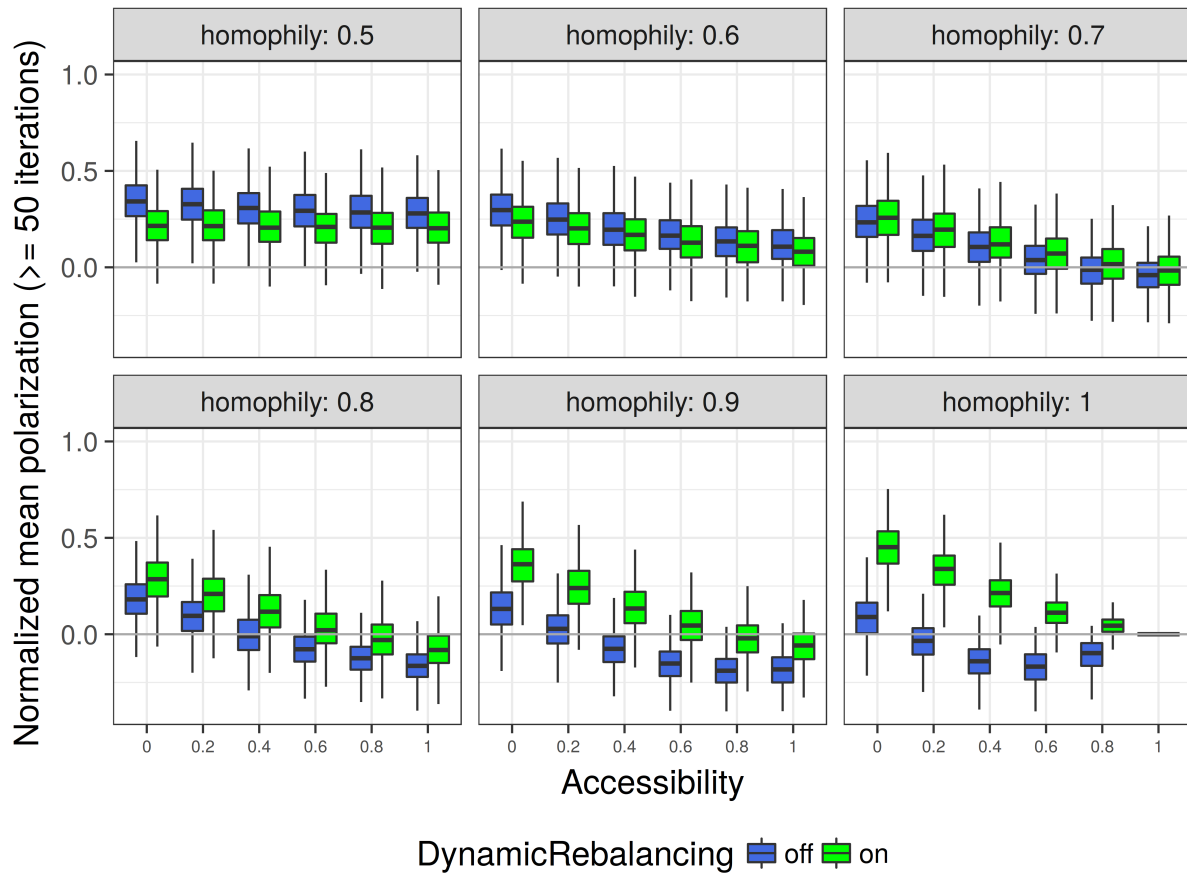 homophily: 0.5
homophily: 0.6
homophily: 0.7
Normalized mean polarization (>= 50 iterations)
1.0
0.5
0.0
homophily: 0.8
homophily: 0.9
homophily: 1
1.0
0.5
0.0
0 0.2 0.4 0.6 0.8 1
0 0.2 0.4 0.6 0.8 1
0 0.2 0.4 0.6 0.8 1
Accessibility
DynamicRebalancing off on